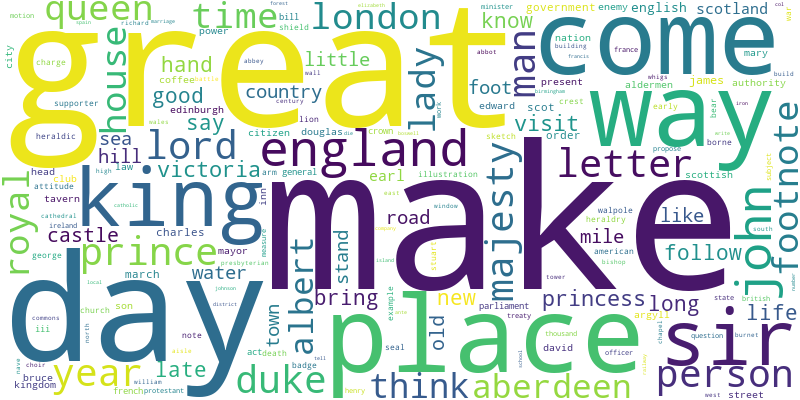 queen
time
london
great
come
know
government
enemy
english
scotland
bill
power
shield
minister
motion
spain
richard
marriage
elizabeth
abbot
forest
war
col
nation
building
france
francis
mary
build
city
house
hand
coffee
little
lady
work
man
foot
charge
abbey
battle
wall
century
country
good
edward
present
whigs
james
authority
birmingham
aldermen
early
iron
supporter
edinburgh
lion
say
citizen
douglas
die
crown
boswell
scot
crest
visit
order
sketch
way
bear
write
propose
borne
footnote
heraldic
wales
sea
hill
lord
england
letter
head
law
high
victoria
inn
arm
general
earl
illustration
scottish
attitude
club
tavern
catholic
king
make
majesty
heraldry
subject
john
royal
cathedral
ireland
castle
charles
east
window
road
mile
walpole
like
american
bishop
south
george
prince
mayor
measure
presbyterian
stand
company
stuart
island
tower
follow
day
march
water
albert
local
church
son
johnson
district
bring
example
new
princess
long
state
british
number
commons
iii
north
note
town
place
parliament
treaty
argyll
life
sir
act
death
seal
ante
old
thousand
chapel
question
burnet
choir
nave
year
late
badge
tell
david
officer
school
bruce
kingdom
william
french
protestant
duke
henry
think
aberdeen
railway
person
west
street